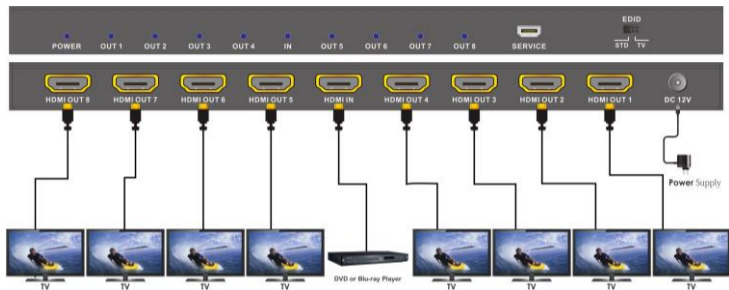 EDID
POWER OUT 1 OUT 2 OUT 3 OUT 4 IN OUT 5 OUT 6 OUT 7 OUT 8 SERVICE STD TV
HDMI OUT 8 HDMI OUT 7 HDMI OUT 6 HDMI OUT 5 HDMI IN HDMI OUT 4 HDMI OUT 3 HDMI OUT 2 HDMI OUT 1 DC 12V
Power Supply
DVD or Blu-ray Player
TV TV TV TV TV TV TV TV